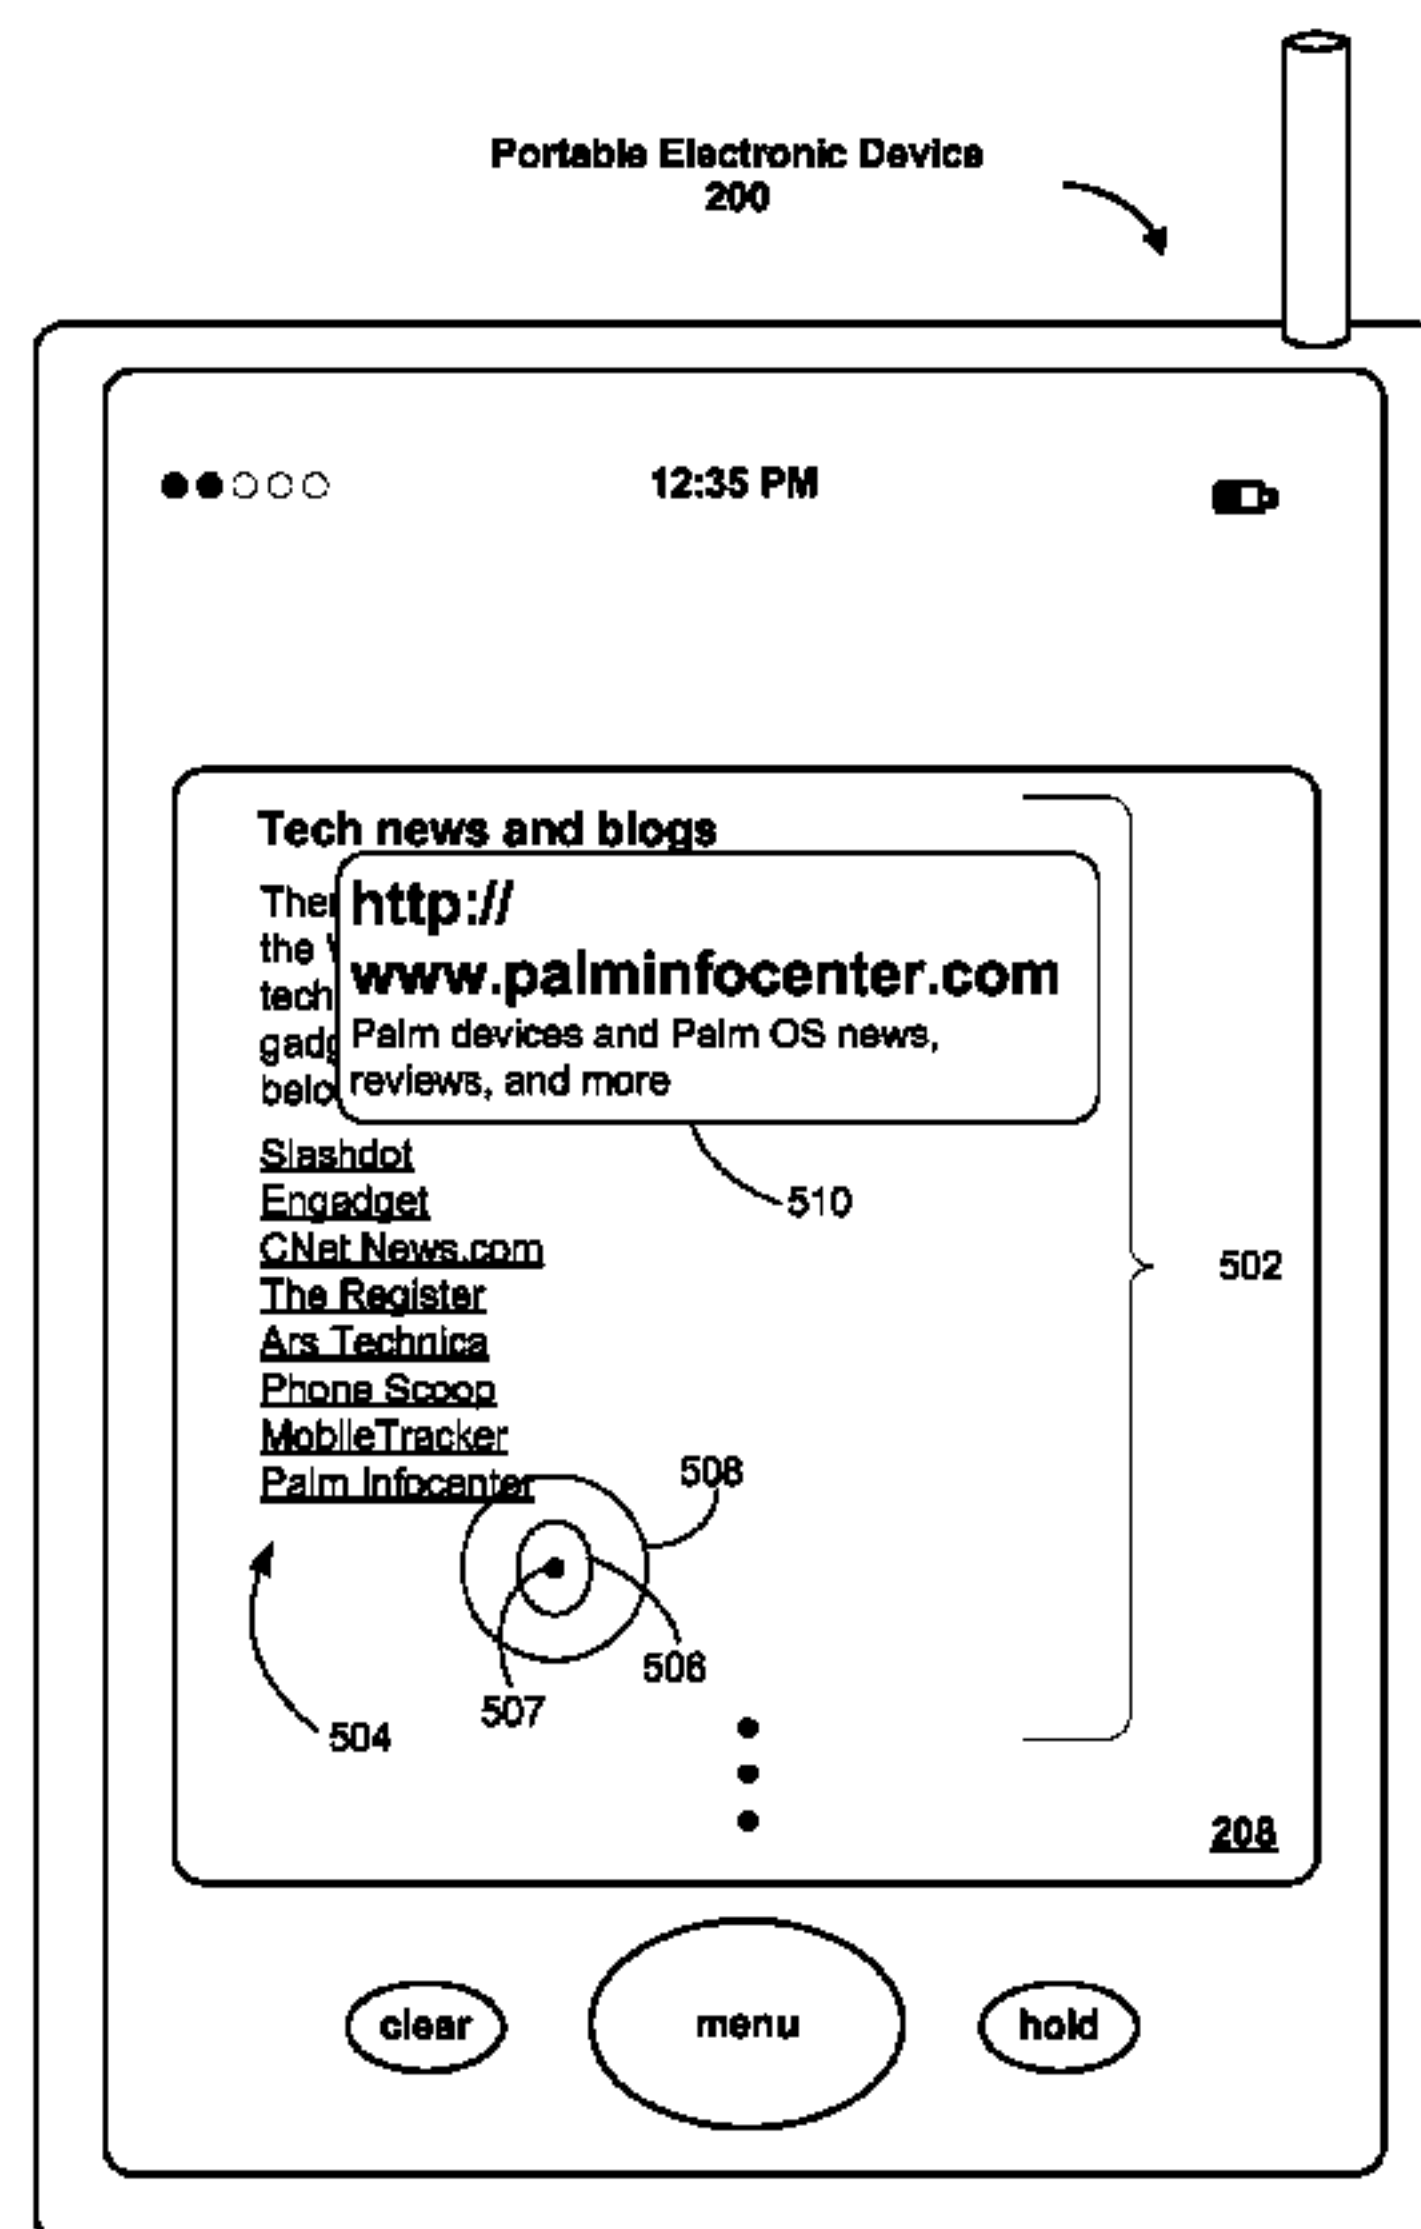 Portable Electronic Device
200
12:35 PM
Tech news and blogs
the
tech
http://
www.palminfocenter.com
Palm devices and Palm OS news,
reviews, and more
510
Slashdot
Engadget
CNet News.com
The Register
Ars Technica
Phone Scoop
MobileTracker
Palm Infocenter
502
508
506
507
504
208
clear
menu
hold